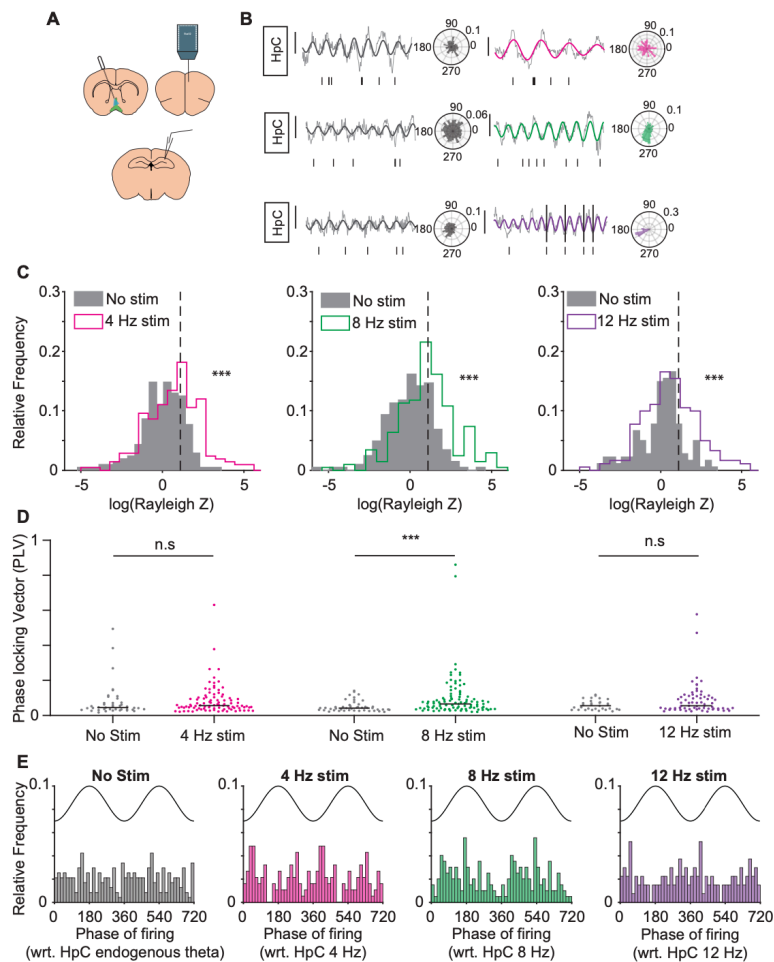 A
B
HpC
90
180
0.1
0
270
90
180
0.1
0
270
HpC
90
180
0.06
0
270
90
180
0.1
0
270
HpC
90
180
0.1
0
270
90
180
0.3
0
270
C
Relative Frequency
0.3
0.2
0.1
0
No stim
4 Hz stim
***
-5 0 5
log(Rayleigh Z)
0.3
0.2
0.1
0
No stim
8 Hz stim
***
-5 0 5
log(Rayleigh Z)
0.3
0.2
0.1
0
No stim
12 Hz stim
***
-5 0 5
log(Rayleigh Z)
D
Phase locking Vector (PLV)
1
0
n.s
***
n.s
No Stim 4 Hz stim No Stim 8 Hz stim No Stim 12 Hz stim
E
Relative Frequency
No Stim
0.1
0
0 180 360 540 720
Phase of firing
(wrt. HpC endogenous theta)
4 Hz stim
0.1
0
0 180 360 540 720
Phase of firing
(wrt. HpC 4 Hz)
8 Hz stim
0.1
0
0 180 360 540 720
Phase of firing
(wrt. HpC 8 Hz)
12 Hz stim
0.1
0
0 180 360 540 720
Phase of firing
(wrt. HpC 12 Hz)